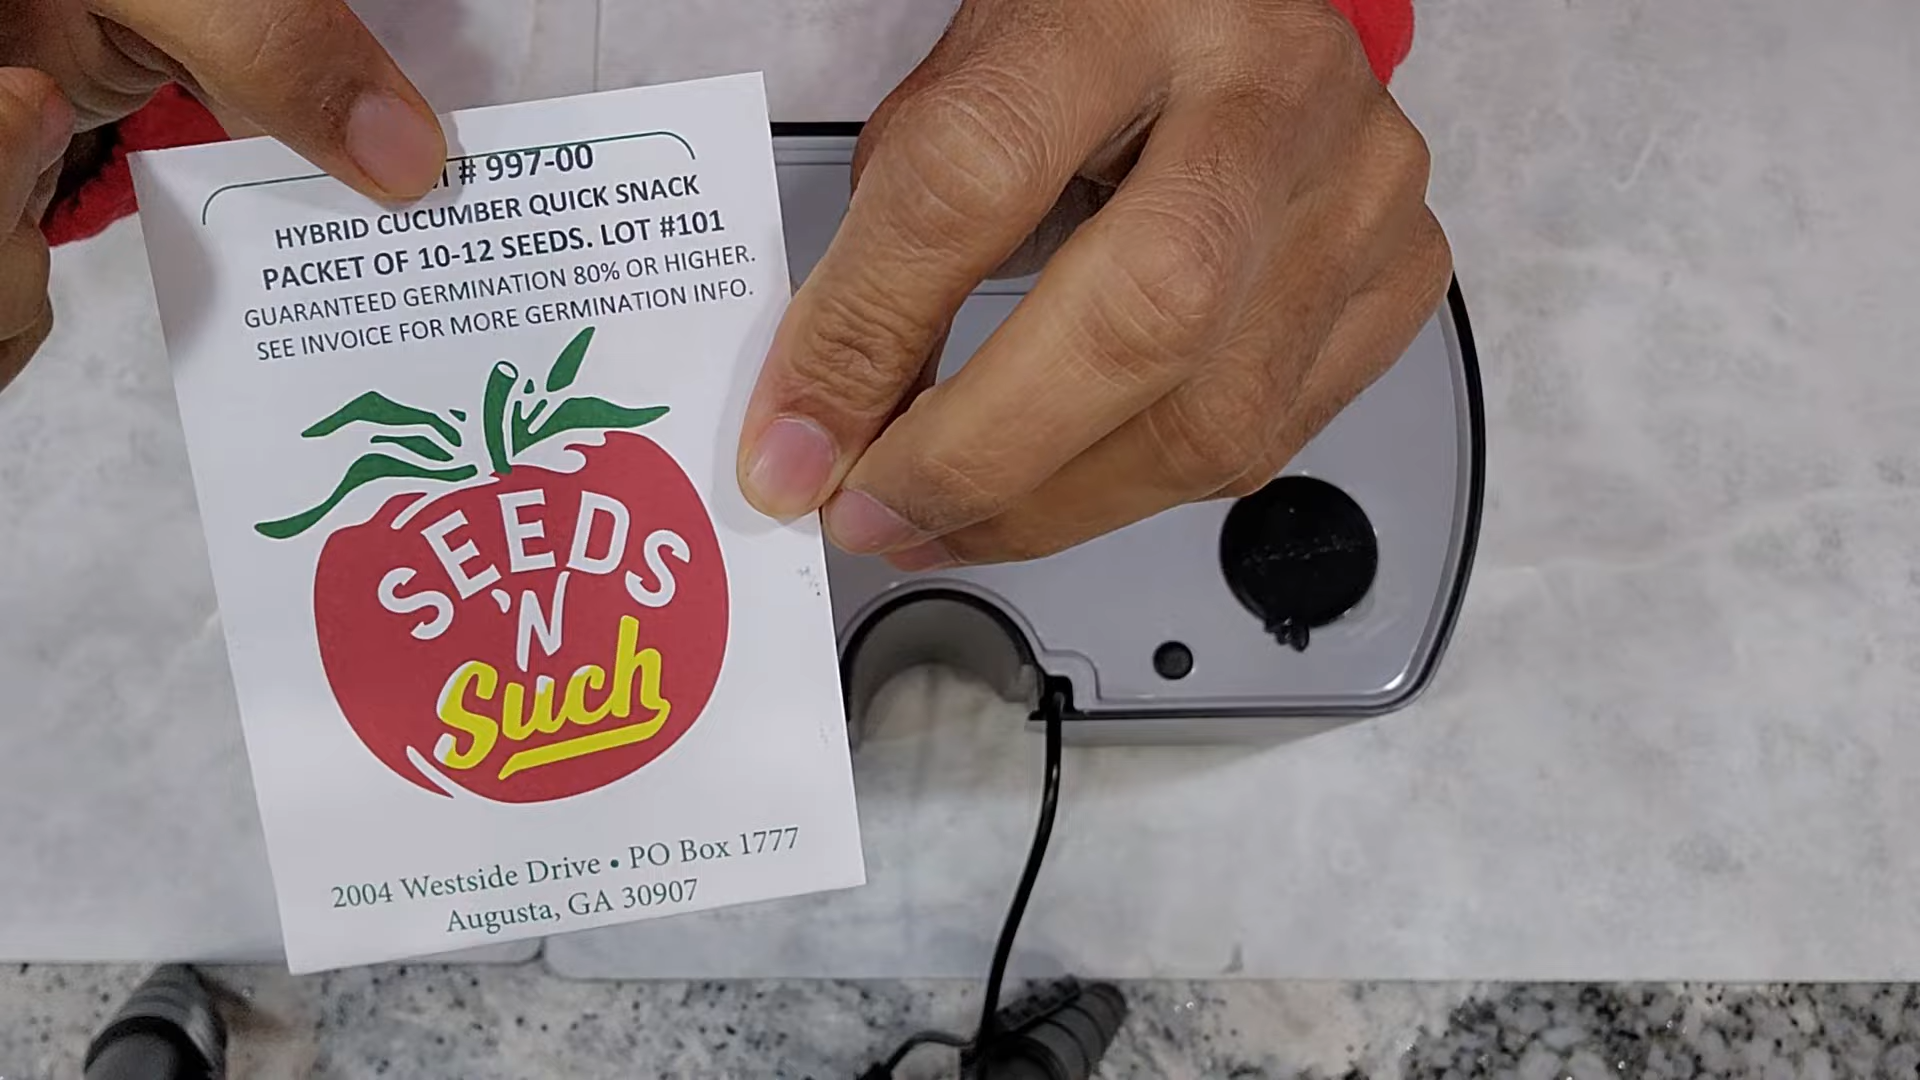 # 997-00
HYBRID CUCUMBER QUICK SNACK
PACKET OF 10-12 SEEDS. LOT #101
GUARANTEED GERMINATION 80% OR HIGHER.
SEE INVOICE FOR MORE GERMINATION INFO.
SEEDS
'N
Such
2004 Westside Drive • PO Box 1777
Augusta, GA 30907